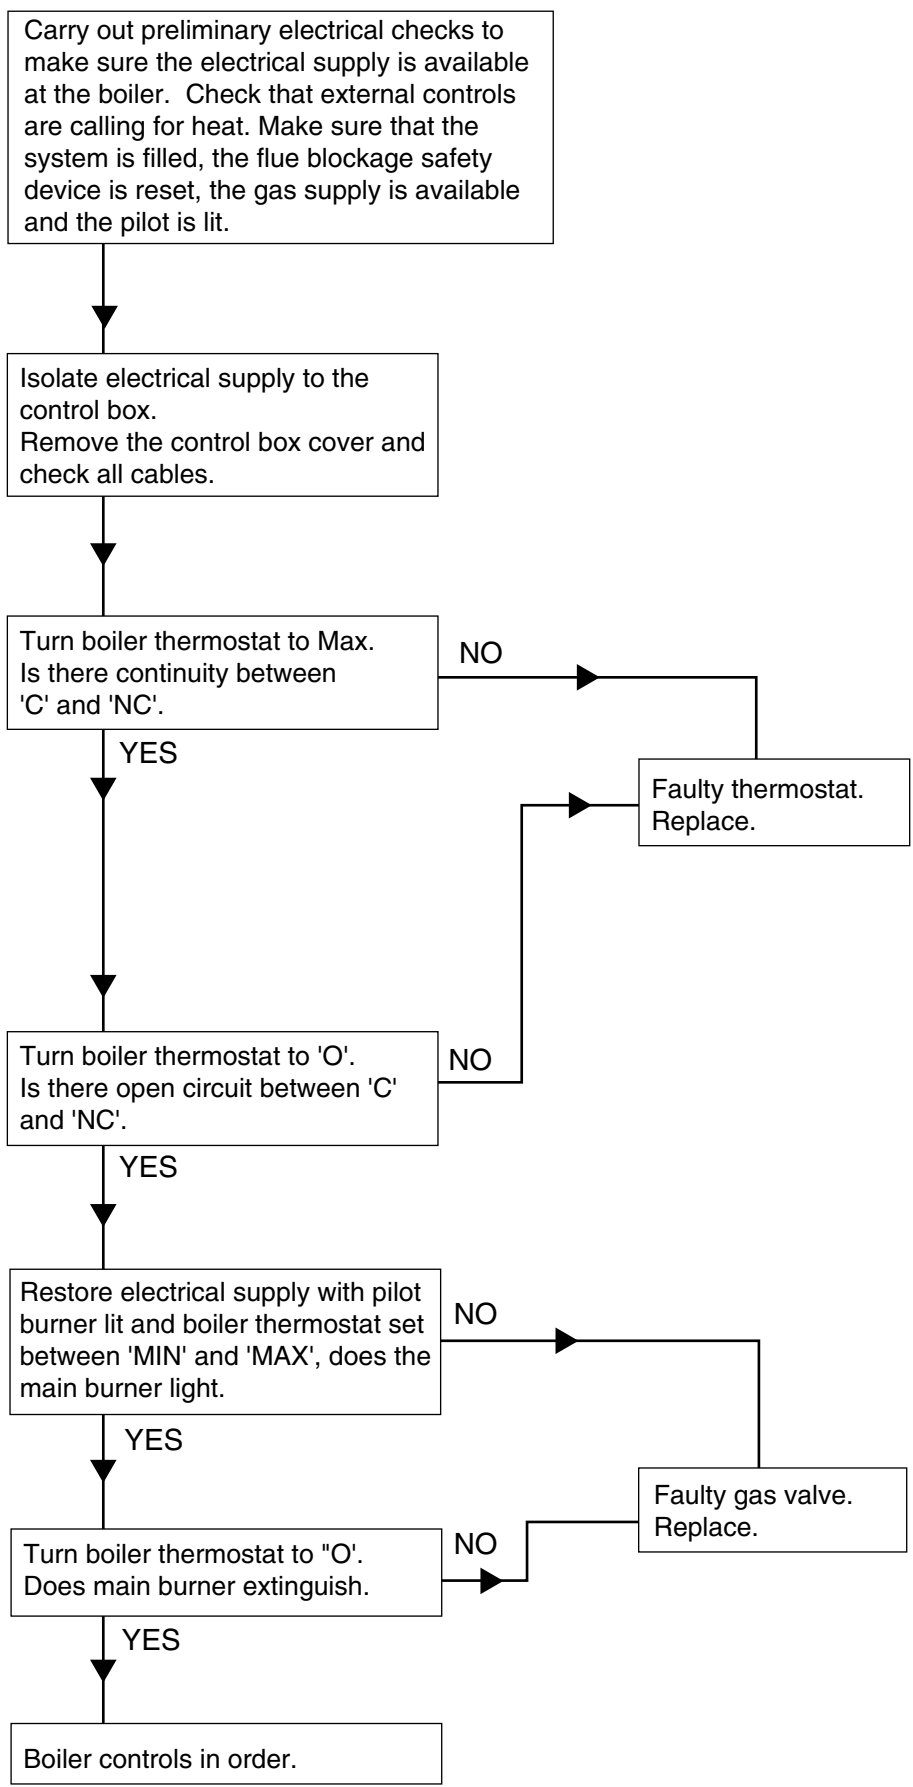 Carry out preliminary electrical checks to
make sure the electrical supply is available
at the boiler.  Check that external controls
are calling for heat. Make sure that the
system is filled, the flue blockage safety
device is reset, the gas supply is available
and the pilot is lit.
Isolate electrical supply to the
control box.
Remove the control box cover and
check all cables.
Turn boiler thermostat to Max.
Is there continuity between
'C' and 'NC'.
NO
YES
Faulty thermostat.
Replace.
Turn boiler thermostat to 'O'.
Is there open circuit between 'C'
and 'NC'.
NO
YES
Restore electrical supply with pilot
burner lit and boiler thermostat set
between 'MIN' and 'MAX', does the
main burner light.
NO
YES
Faulty gas valve.
Replace.
Turn boiler thermostat to "O'.
Does main burner extinguish.
NO
YES
Boiler controls in order.